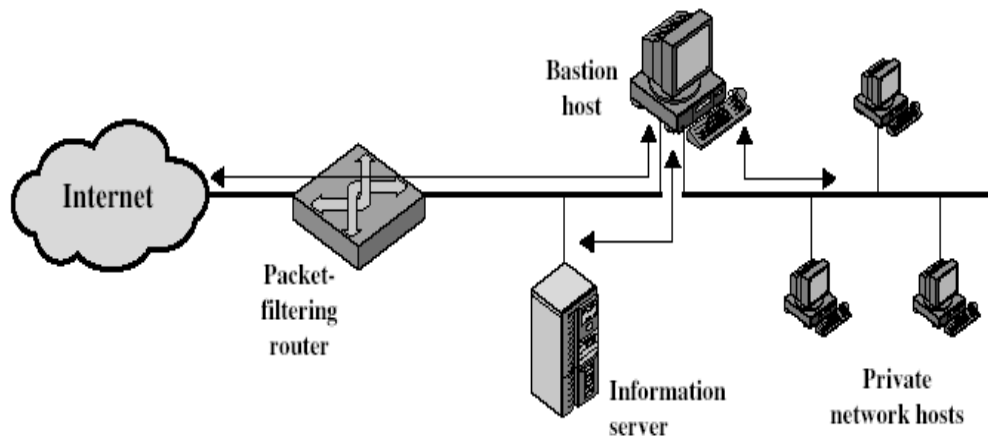 Bastion
host
Internet
Packet-
filtering
router
Information
server
Private
network hosts